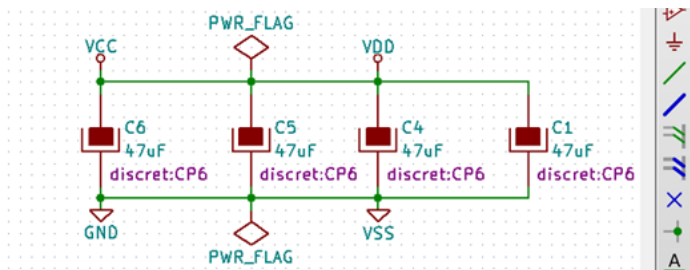 PWR_FLAG
VCC
VDD
C6
47uF
discret:CP6
C5
47uF
discret:CP6
C4
47uF
discret:CP6
C1
47uF
discret:CP6
GND
PWR_FLAG
VSS
A